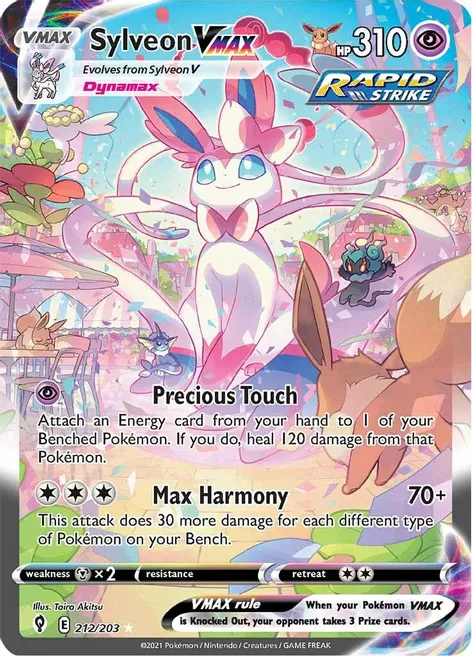 VMAX
Sylveon VMAX
HP 310
Evolves from Sylveon V
Dynamax
RAPID STRIKE
Precious Touch
Attach an Energy card from your hand to 1 of your
Benched Pokémon. If you do, heal 120 damage from that
Pokémon.
Max Harmony 70+
This attack does 30 more damage for each different type
of Pokémon on your Bench.
weakness ×2 resistance retreat
Illus. Taira Akitsu
E 212/203
VMAX rule
When your Pokémon VMAX
is Knocked Out, your opponent takes 3 Prize cards.
©2021 Pokémon / Nintendo / Creatures / GAME FREAK